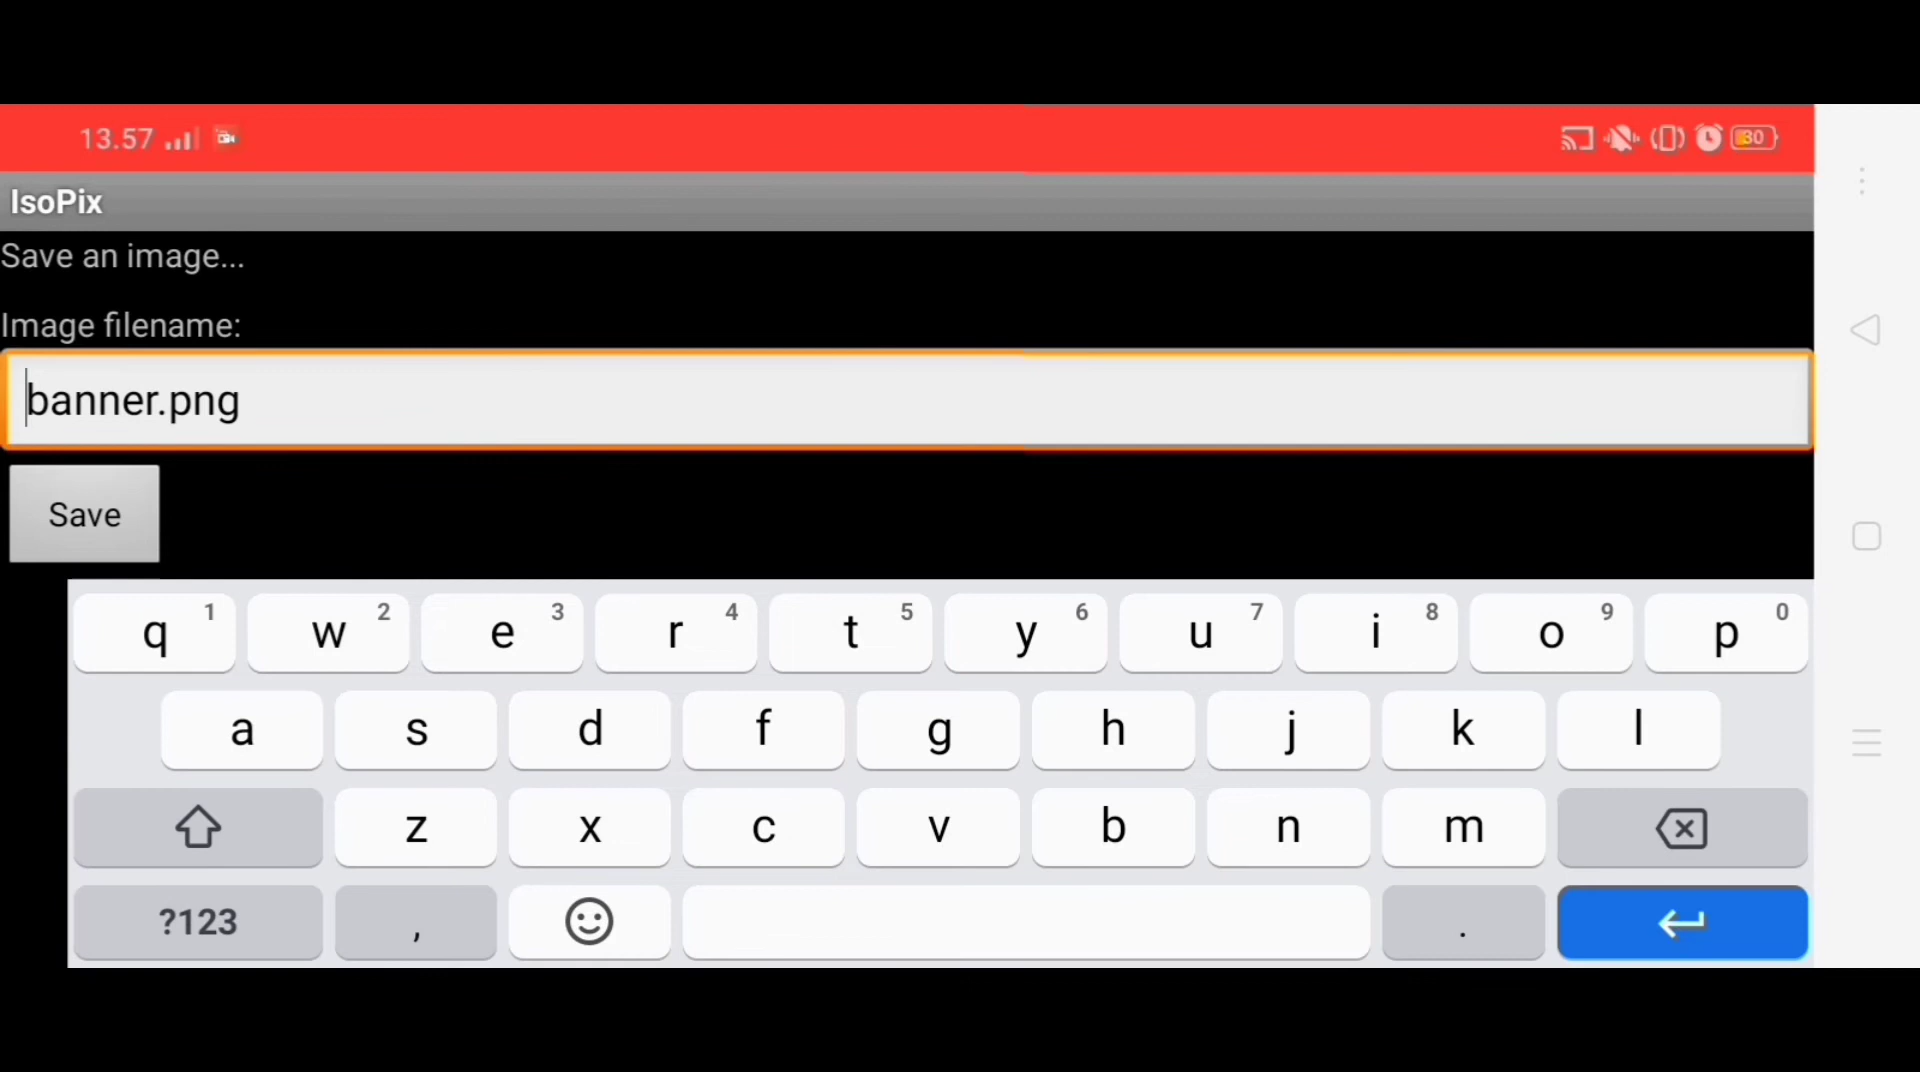 13.57
30
IsoPix
Save an image...
Image filename:
banner.png
Save
q 1 w 2 e 3 r 4 t 5 y 6 u 7 i 8 o 9 p 0
a s d f g h j k l
z x c v b n m
?123 , .